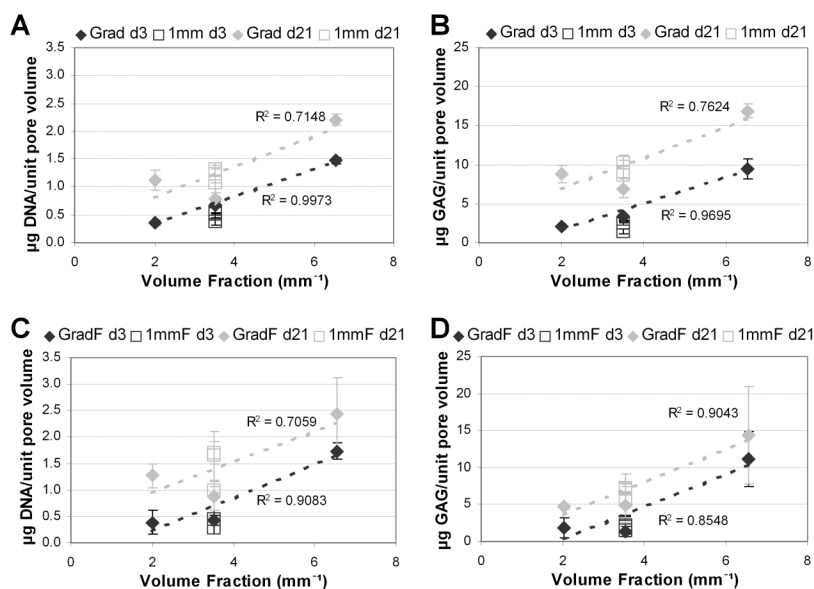 A
◆ Grad d3 □ 1mm d3 ◆ Grad d21 □ 1mm d21
µg DNA/unit pore volume
3.5
3.0
2.5
2.0
1.5
1.0
0.5
0.0
R² = 0.7148
R² = 0.9973
0 2 4 6 8
Volume Fraction (mm⁻¹)
B
◆ Grad d3 □ 1mm d3 ◆ Grad d21 □ 1mm d21
µg GAG/unit pore volume
25
20
15
10
5
0
R² = 0.7624
R² = 0.9695
0 2 4 6 8
Volume Fraction (mm⁻¹)
C
◆ GradF d3 □ 1mmF d3 ◆ GradF d21 □ 1mmF d21
µg DNA/unit pore volume
3.5
3.0
2.5
2.0
1.5
1.0
0.5
0.0
R² = 0.7059
R² = 0.9083
0 2 4 6 8
Volume Fraction (mm⁻¹)
D
◆ GradF d3 □ 1mmF d3 ◆ GradF d21 □ 1mmF d21
µg GAG/unit pore volume
25
20
15
10
5
0
R² = 0.9043
R² = 0.8548
0 2 4 6 8
Volume Fraction (mm⁻¹)